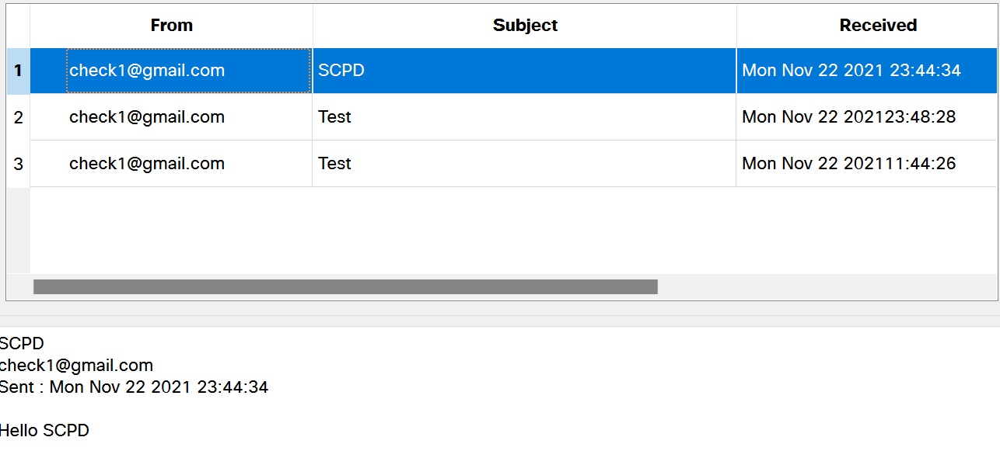 From Subject Received
1 check1@gmail.com SCPD Mon Nov 22 2021 23:44:34
2 check1@gmail.com Test Mon Nov 22 202123:48:28
3 check1@gmail.com Test Mon Nov 22 202111:44:26
SCPD
check1@gmail.com
Sent : Mon Nov 22 2021 23:44:34
Hello SCPD